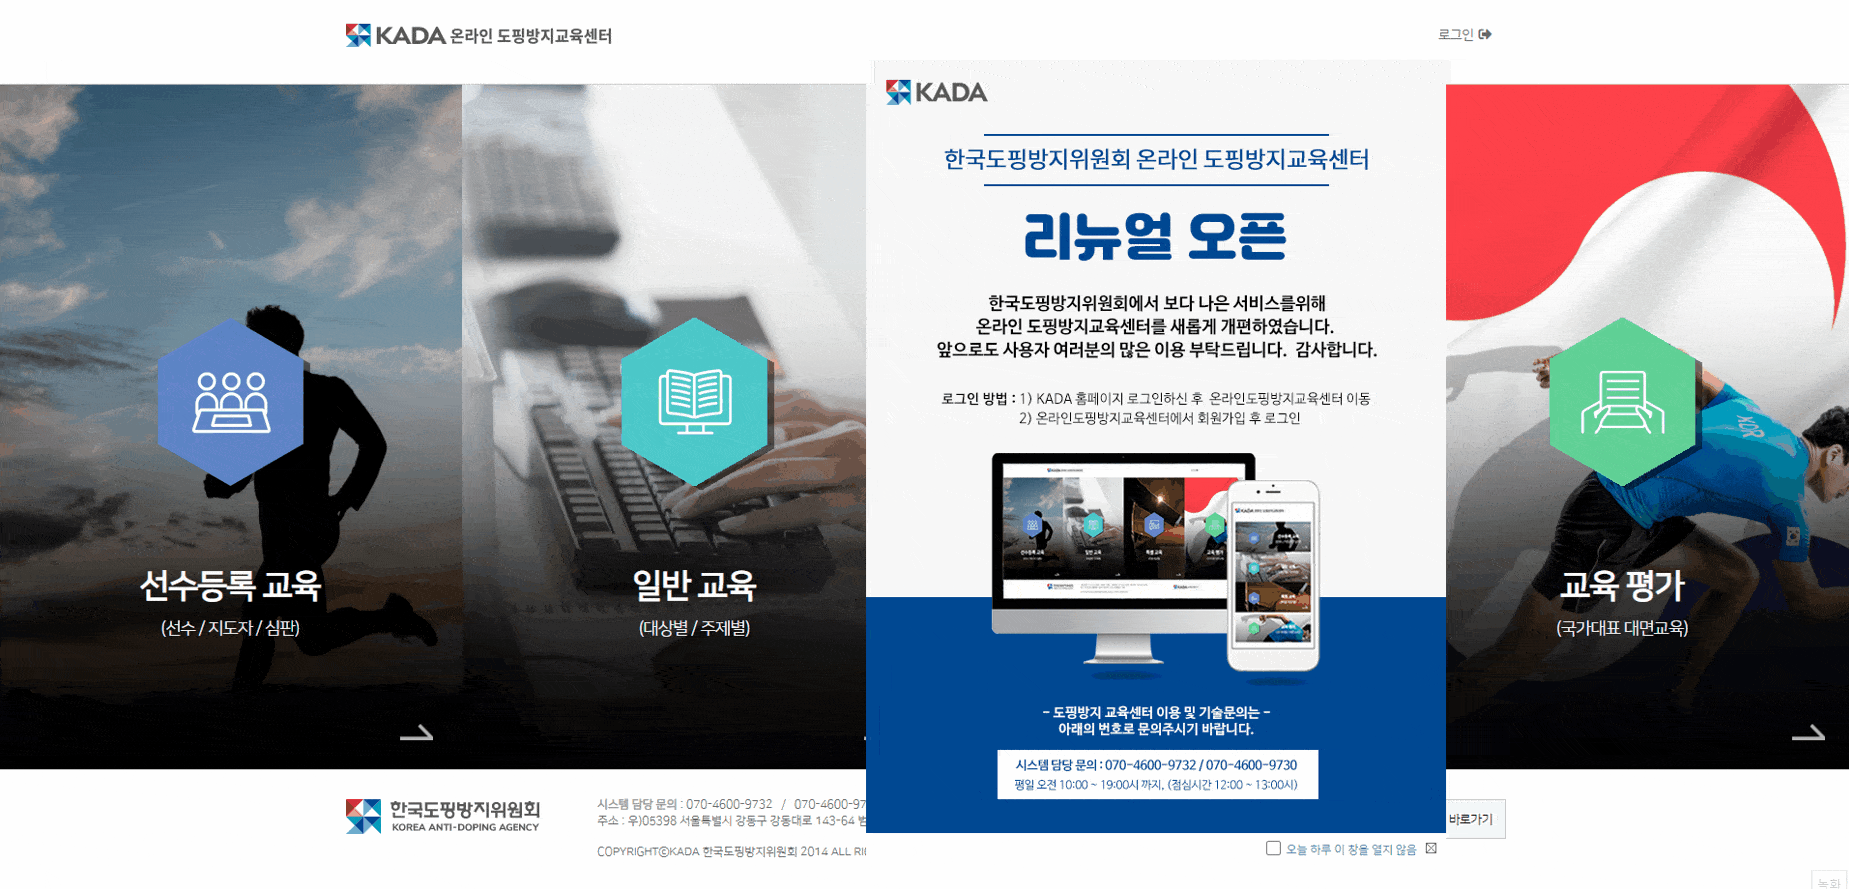 KADA 온라인 도핑방지교육센터
로그인
KADA
한국도핑방지위원회 온라인 도핑방지교육센터
리뉴얼 오픈
한국도핑방지위원회에서 보다 나은 서비스를위해
온라인 도핑방지교육센터를 새롭게 개편하였습니다.
앞으로도 사용자 여러분의 많은 이용 부탁드립니다. 감사합니다.
로그인 방법 : 1) KADA 홈페이지 로그인하신 후 온라인도핑방지교육센터 이동
2) 온라인도핑방지교육센터에서 회원가입 후 로그인
선수등록 교육
(선수 / 지도자 / 심판)
일반 교육
(대상별 / 주제별)
KOR
교육 평가
(국가대표 대면교육)
- 도핑방지 교육센터 이용 및 기술문의는 -
아래의 번호로 문의주시기 바랍니다.
시스템 담당 문의 : 070-4600-9732 / 070-4600-9730
평일 오전 10:00 ~ 19:00시 까지, (점심시간 12:00 ~ 13:00시)
한국도핑방지위원회
KOREA ANTI-DOPING AGENCY
시스템 담당 문의 : 070-4600-9732 / 070-4600-97
주소 : 우)05398 서울특별시 강동구 강동대로 143-64
COPYRIGHTⓒKADA 한국도핑방지위원회 2014 ALL
바로가기
오늘 하루 이 창을 열지 않음
녹화